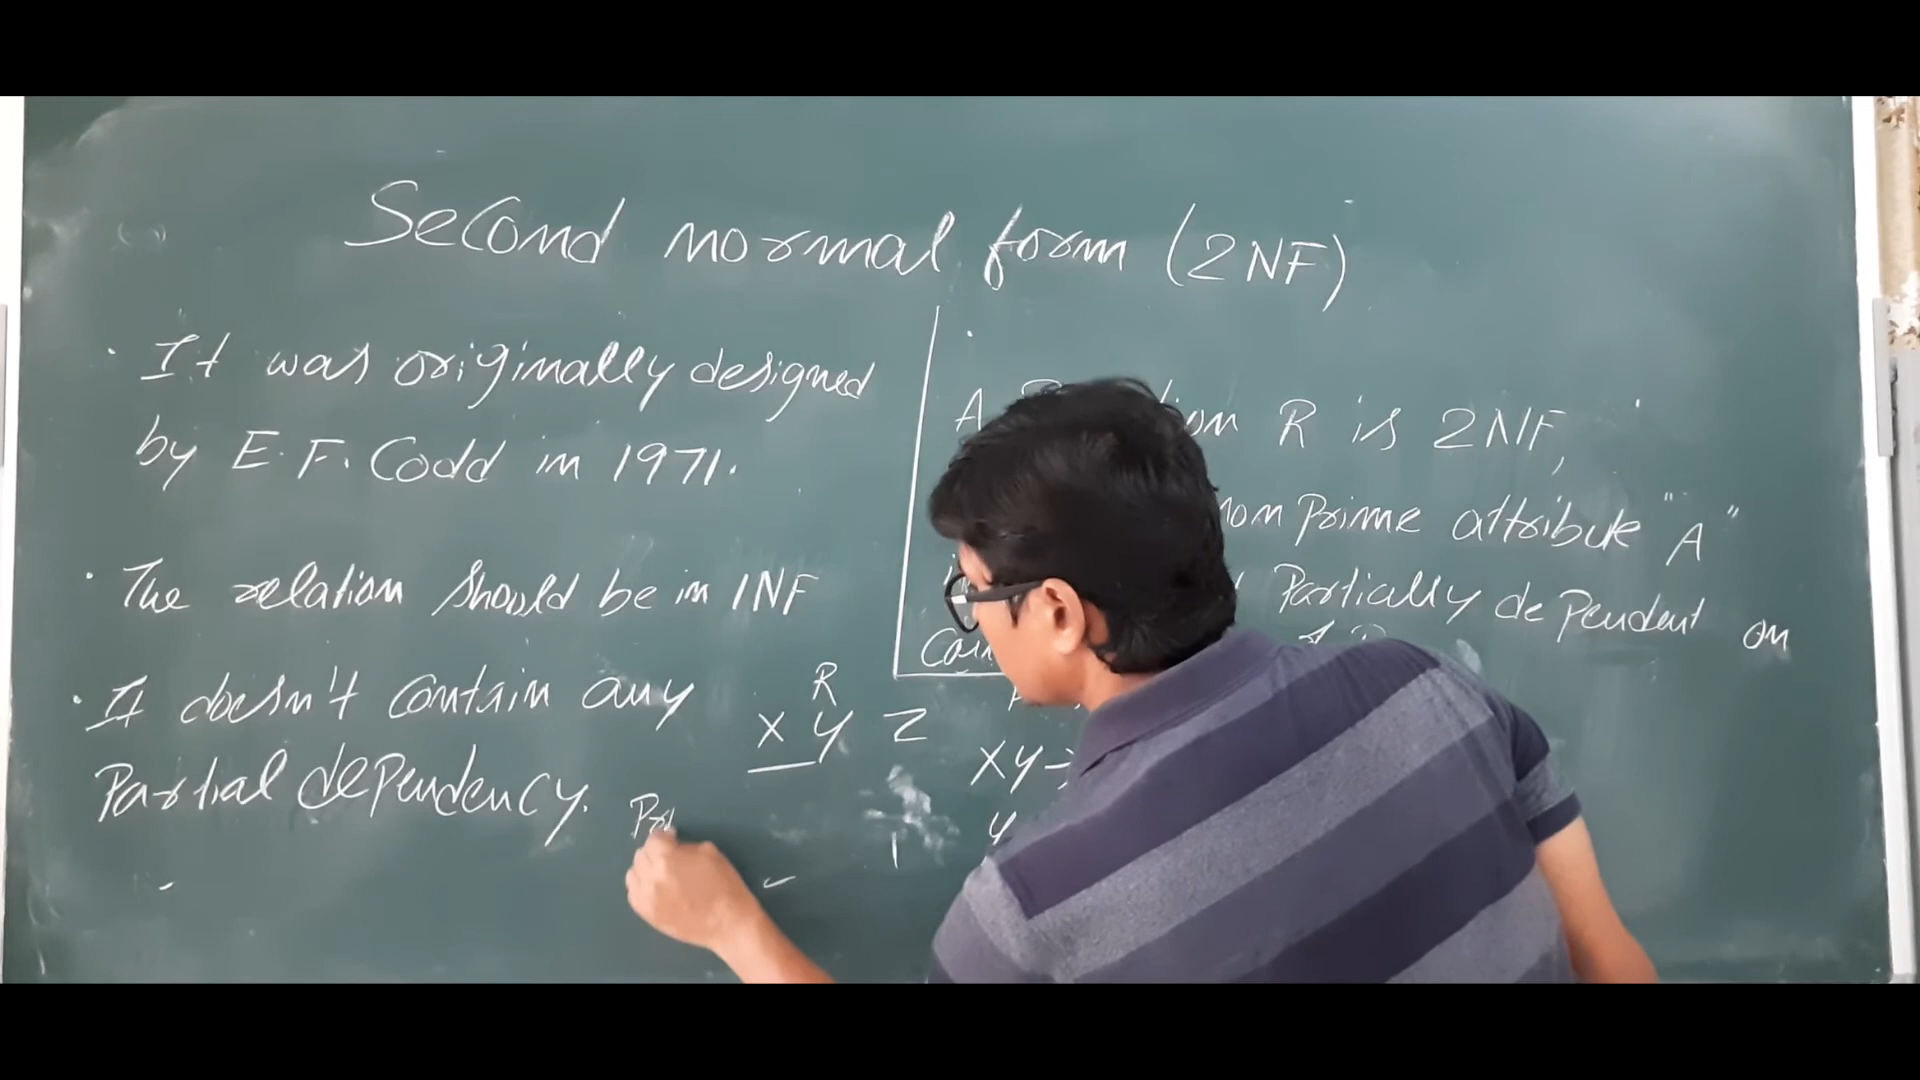 Second normal form (2NF)
• It was originally designed
by E.F. Codd in 1971.
• The relation should be in 1NF
• It doesn't contain any
Partial dependency.
A R is 2NF,
non prime attribute "A"
Partially dependent on
R
X Y Z
XY→
Y
1